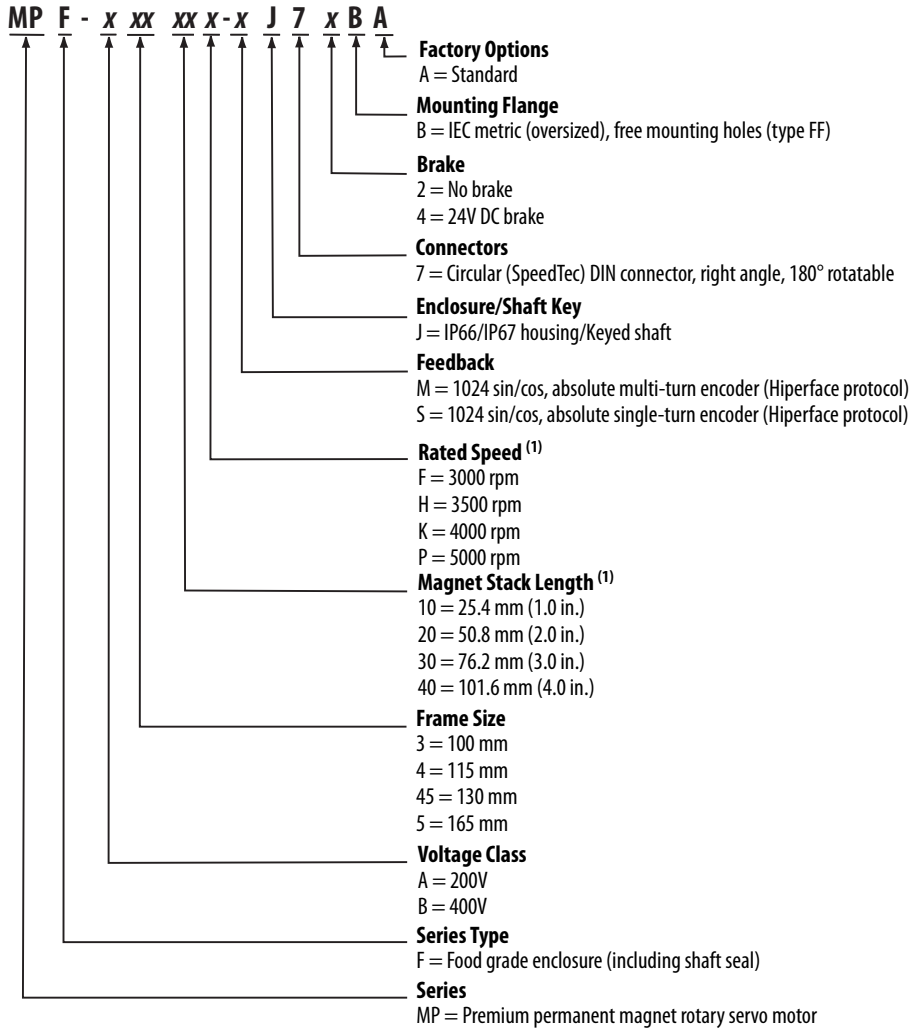 MP F - x xx xx x - x J 7 x B A
Factory Options
A = Standard
Mounting Flange
B = IEC metric (oversized), free mounting holes (type FF)
Brake
2 = No brake
4 = 24V DC brake
Connectors
7 = Circular (SpeedTec) DIN connector, right angle, 180° rotatable
Enclosure/Shaft Key
J = IP66/IP67 housing/Keyed shaft
Feedback
M = 1024 sin/cos, absolute multi-turn encoder (Hiperface protocol)
S = 1024 sin/cos, absolute single-turn encoder (Hiperface protocol)
Rated Speed (1)
F = 3000 rpm
H = 3500 rpm
K = 4000 rpm
P = 5000 rpm
Magnet Stack Length (1)
10 = 25.4 mm (1.0 in.)
20 = 50.8 mm (2.0 in.)
30 = 76.2 mm (3.0 in.)
40 = 101.6 mm (4.0 in.)
Frame Size
3 = 100 mm
4 = 115 mm
45 = 130 mm
5 = 165 mm
Voltage Class
A = 200V
B = 400V
Series Type
F = Food grade enclosure (including shaft seal)
Series
MP = Premium permanent magnet rotary servo motor